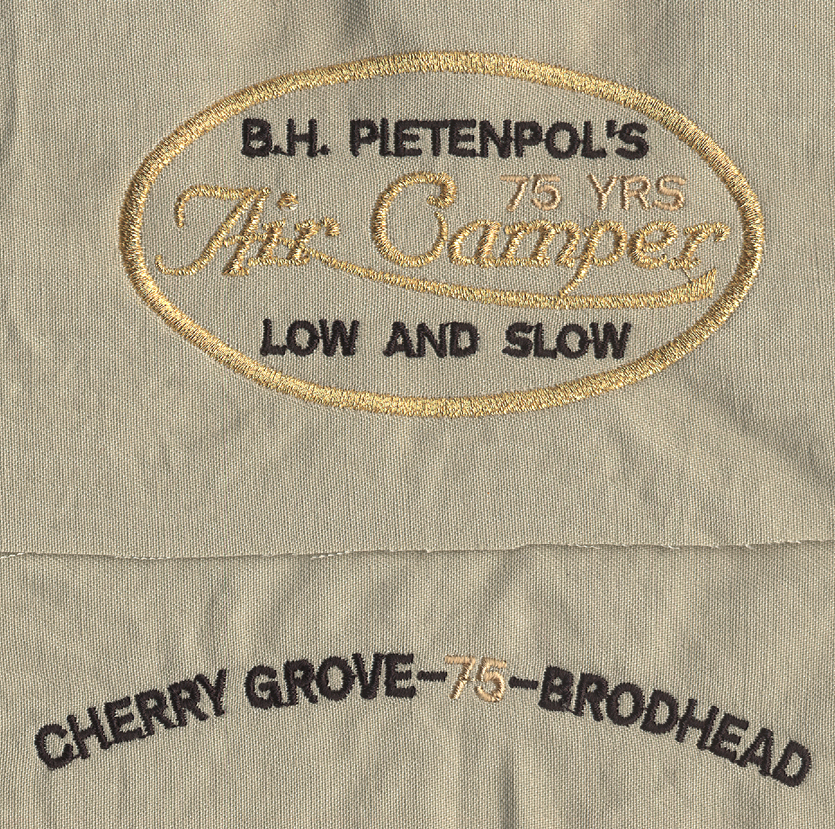 B.H. PIETENPOL'S
75 YRS
Air Camper
LOW AND SLOW
CHERRY GROVE-75-BRODHEAD